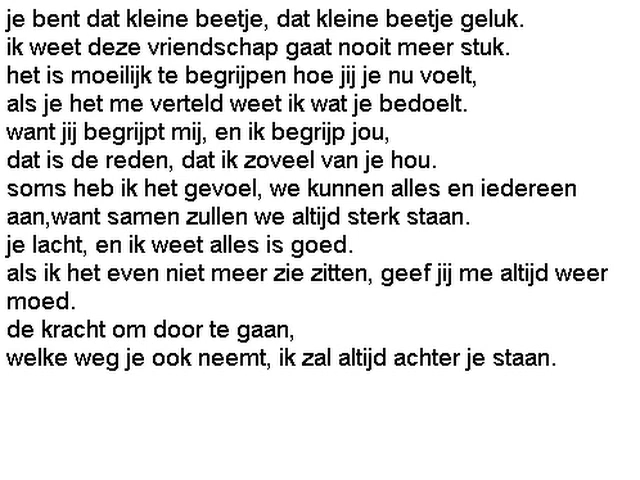 je bent dat kleine beetje, dat kleine beetje geluk.
ik weet deze vriendschap gaat nooit meer stuk.
het is moeilijk te begrijpen hoe jij je nu voelt,
als je het me verteld weet ik wat je bedoelt.
want jij begrijpt mij, en ik begrijp jou,
dat is de reden, dat ik zoveel van je hou.
soms heb ik het gevoel, we kunnen alles en iedereen
aan,want samen zullen we altijd sterk staan.
je lacht, en ik weet alles is goed.
als ik het even niet meer zie zitten, geef jij me altijd weer
moed.
de kracht om door te gaan,
welke weg je ook neemt, ik zal altijd achter je staan.